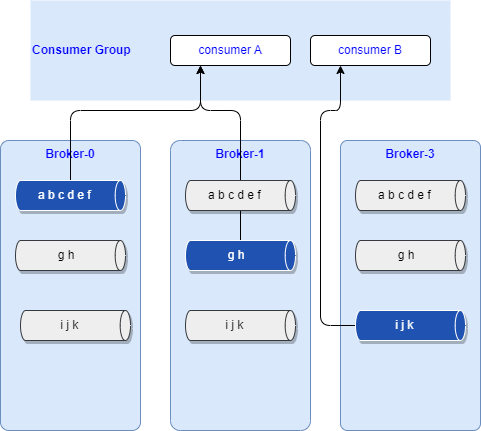 Consumer Group
consumer A
consumer B
Broker-0
Broker-1
Broker-3
a b c d e f
a b c d e f
a b c d e f
g h
g h
g h
i j k
i j k
i j k